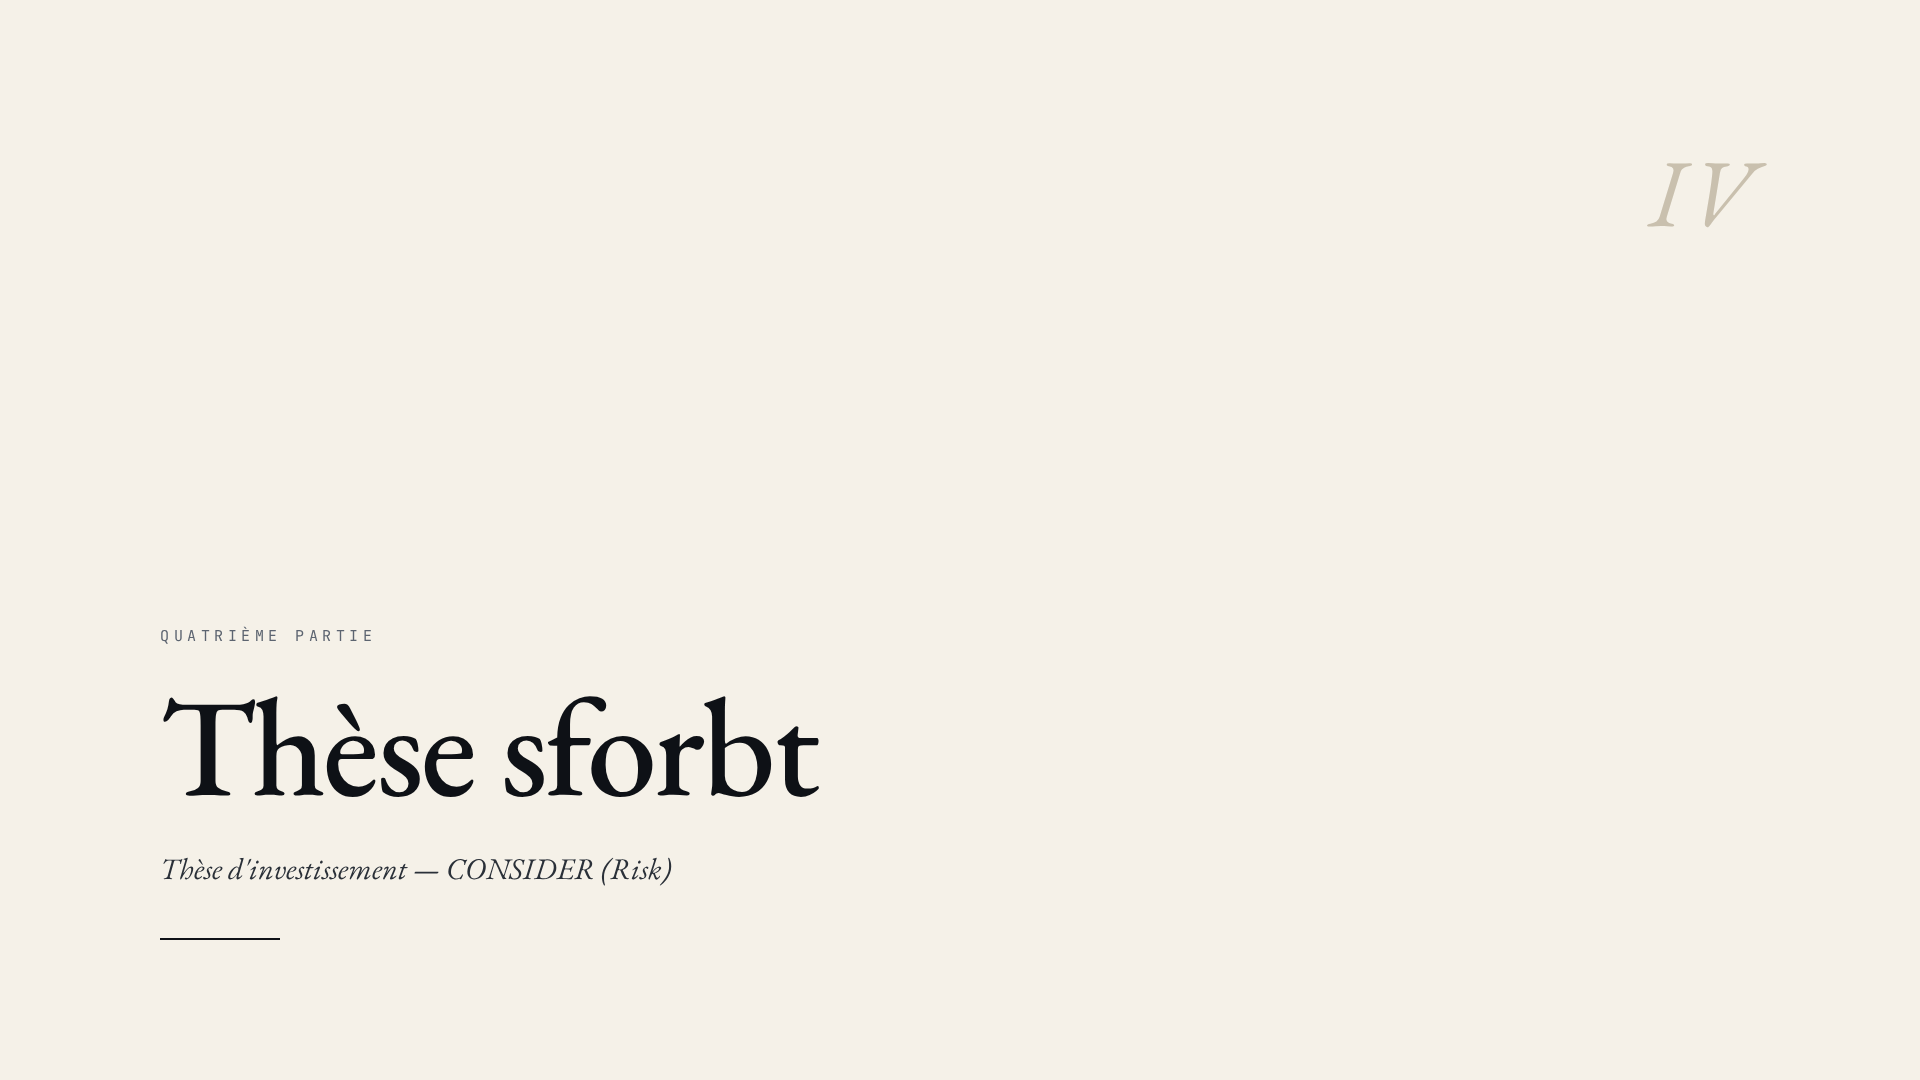 IV
QUATRIÈME PARTIE
Thèse sforbt
Thèse d'investissement — CONSIDER (Risk)